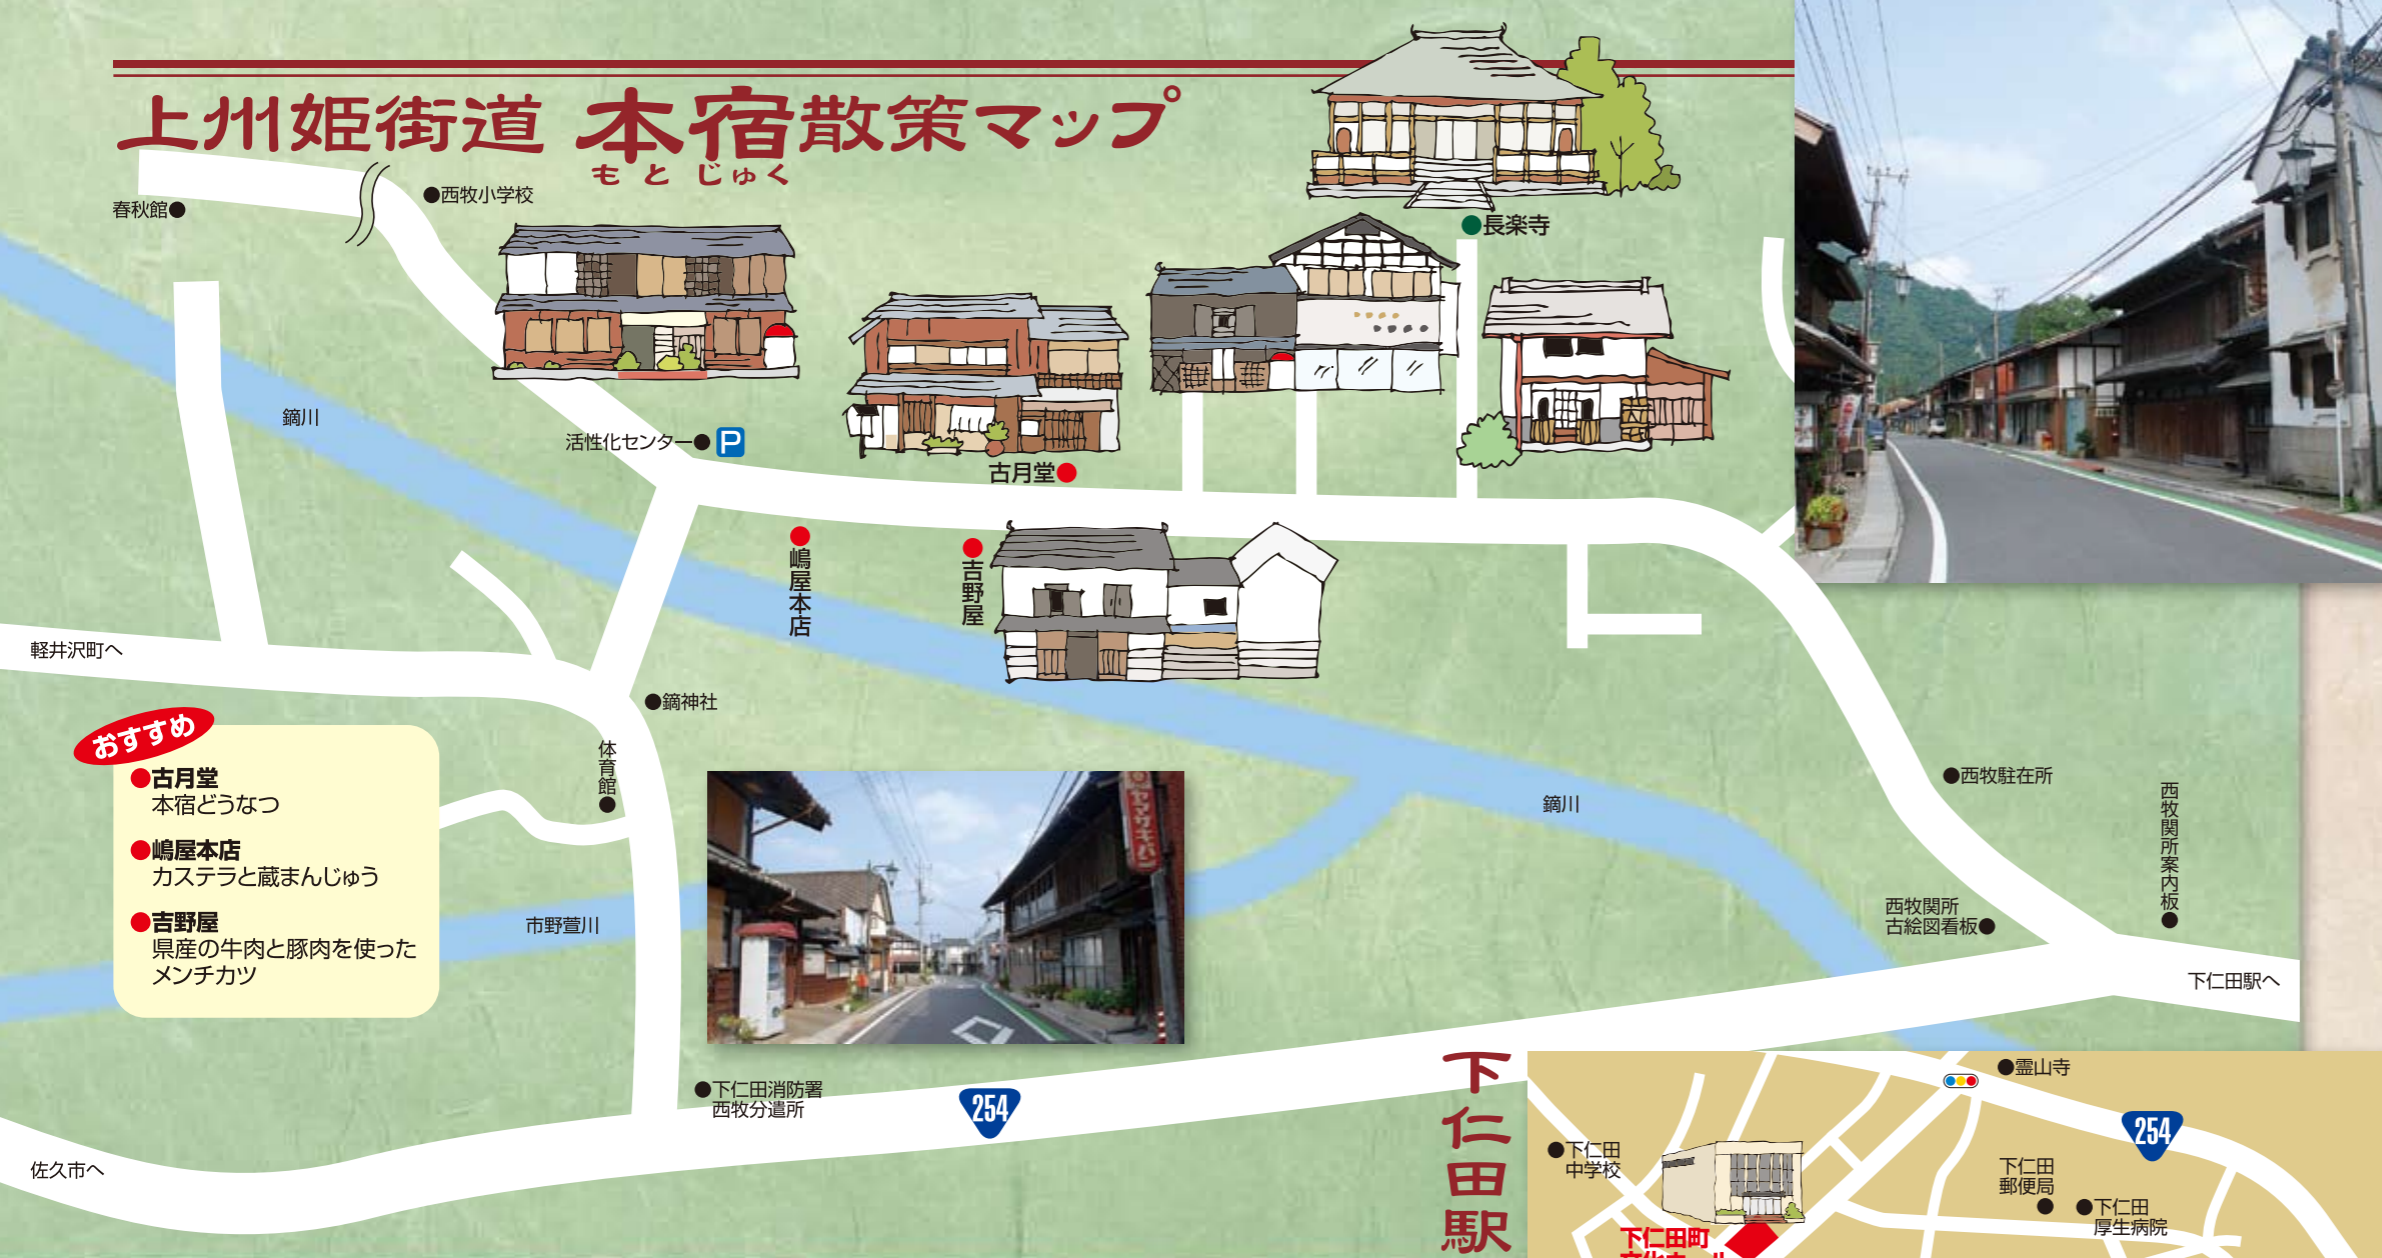 上州姫街道 本宿散策マップ
もとじゅく
春秋館
西牧小学校
長楽寺
鏑川
活性化センター
P
古月堂
嶋屋本店
吉野屋
軽井沢町へ
鏑神社
体育館
おすすめ
古月堂
本宿どうなつ
嶋屋本店
カステラと蔵まんじゅう
吉野屋
県産の牛肉と豚肉を使った
メンチカツ
市野萱川
ヤマザキパン
鏑川
西牧駐在所
西牧関所案内板
西牧関所
古絵図看板
下仁田駅へ
下仁田消防署
西牧分遣所
254
佐久市へ
下仁田駅
霊山寺
254
下仁田
中学校
下仁田
郵便局
下仁田
厚生病院
下仁田町